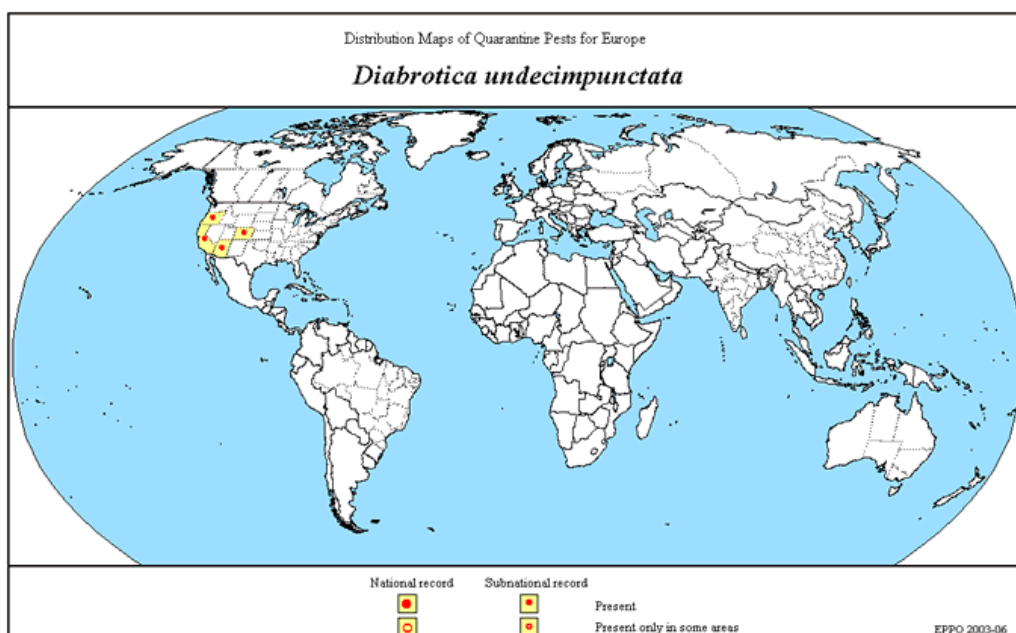 Distribution Maps of Quarantine Pests for Europe
Diabrotica undecimpunctata
National record Subnational record
Present
Present only in some areas
EPPO 2003-06